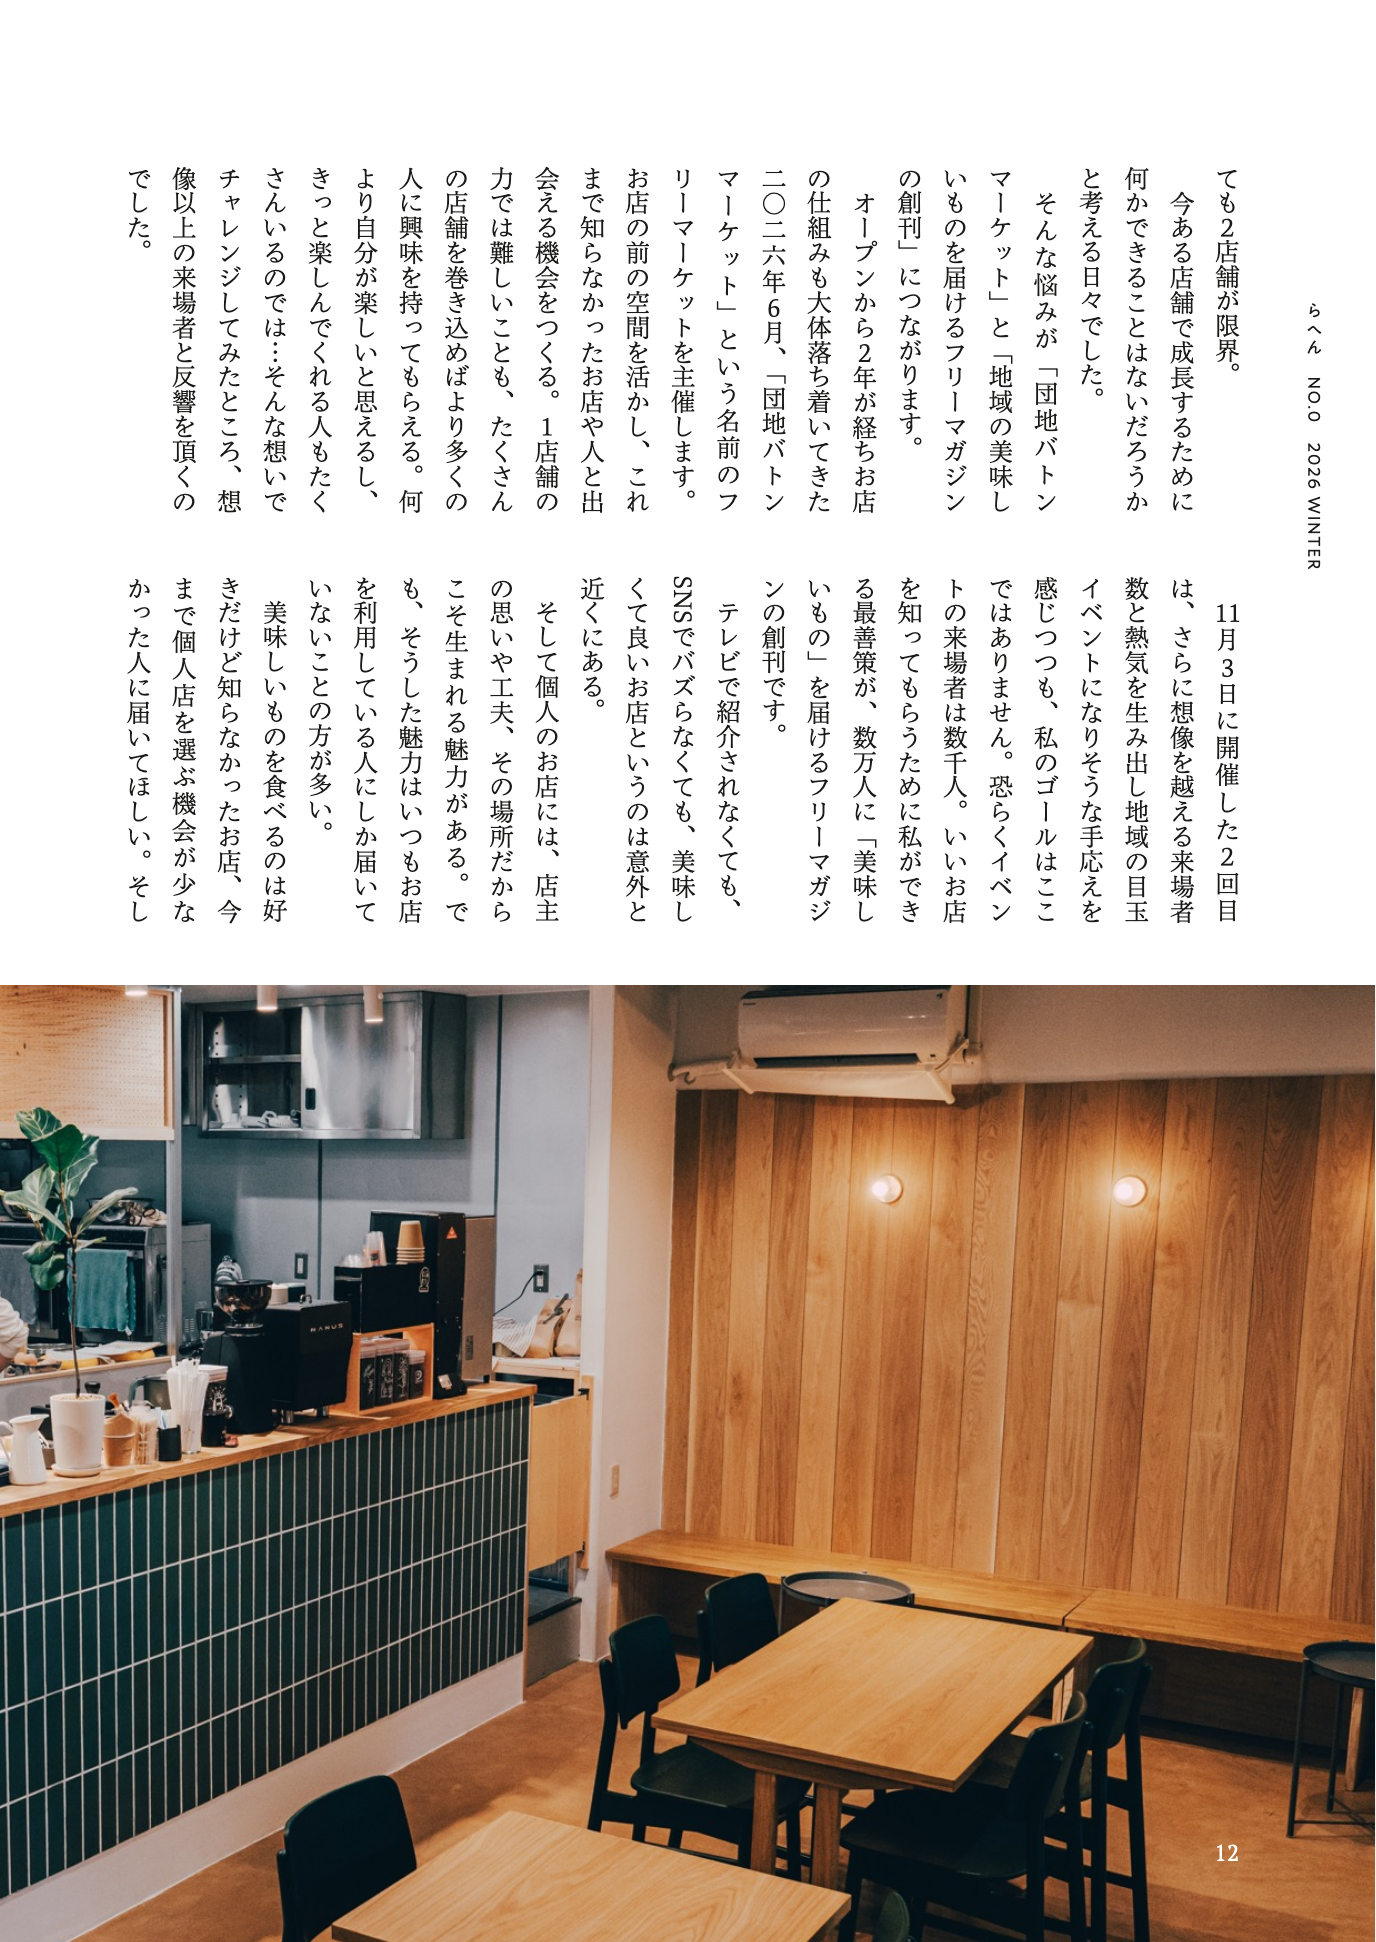 らへん NO.0 2026 WINTER
ても2店舗が限界。
　今ある店舗で成長するために
何かできることはないだろうか
と考える日々でした。
　そんな悩みが「団地バトン
マーケット」と「地域の美味し
いものを届けるフリーマガジン
の創刊」につながります。
　オープンから2年が経ちお店
の仕組みも大体落ち着いてきた
二〇二六年6月、「団地バトン
マーケット」という名前のフ
リーマーケットを主催します。
お店の前の空間を活かし、これ
まで知らなかったお店や人と出
会える機会をつくる。1店舗の
力では難しいことも、たくさん
の店舗を巻き込めばより多くの
人に興味を持ってもらえる。何
より自分が楽しいと思えるし、
きっと楽しんでくれる人もたく
さんいるのでは…そんな想いで
チャレンジしてみたところ、想
像以上の来場者と反響を頂くの
でした。
　11月3日に開催した2回目
は、さらに想像を越える来場者
数と熱気を生み出し地域の目玉
イベントになりそうな手応えを
感じつつも、私のゴールはここ
ではありません。恐らくイベン
トの来場者は数千人。いいお店
を知ってもらうために私ができ
る最善策が、数万人に「美味し
いもの」を届けるフリーマガジ
ンの創刊です。
　テレビで紹介されなくても、
SNSでバズらなくても、美味し
くて良いお店というのは意外と
近くにある。
　そして個人のお店には、店主
の思いや工夫、その場所だから
こそ生まれる魅力がある。で
も、そうした魅力はいつもお店
を利用している人にしか届いて
いないことの方が多い。
　美味しいものを食べるのは好
きだけど知らなかったお店、今
まで個人店を選ぶ機会が少な
かった人に届いてほしい。そし
HANUS
12